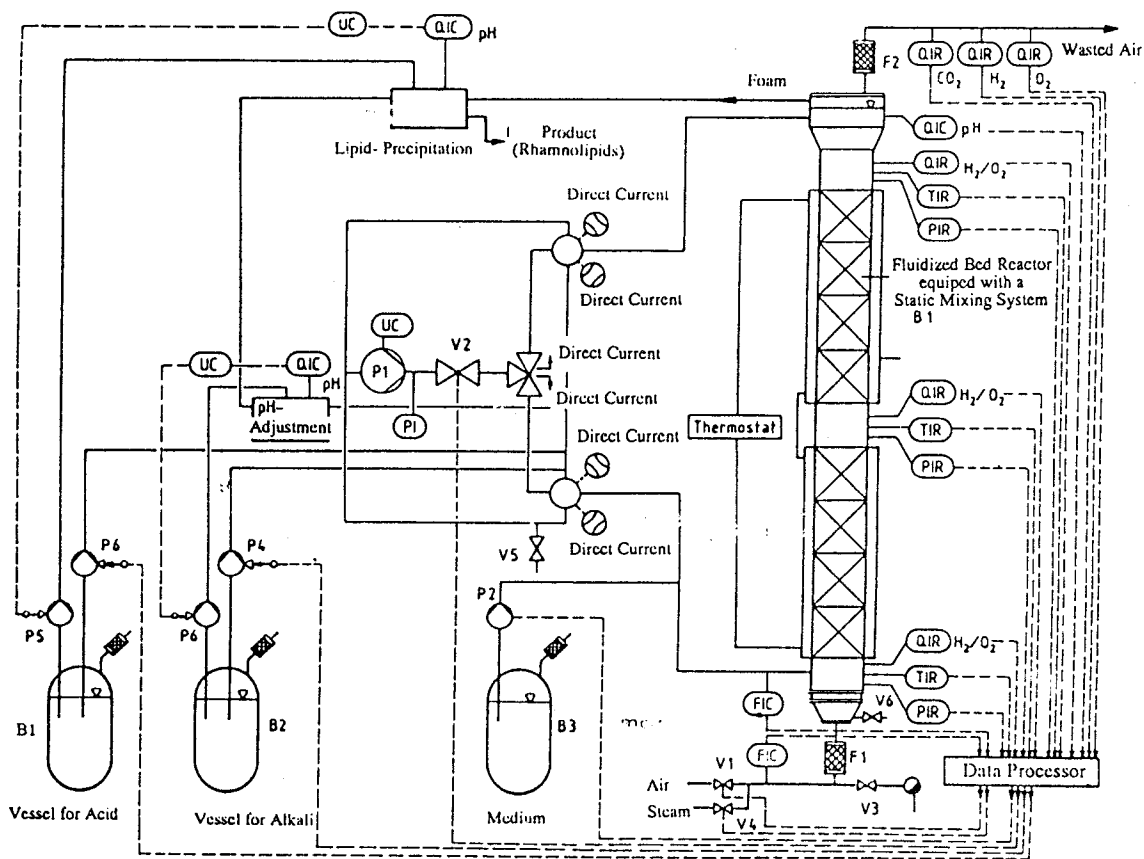 UC
QIC
pH
F2
QIR
QIR
QIR
Wasted Air
CO2
H2
O2
Foam
QIC
pH
Lipid- Precipitation
Product
(Rhamnolipids)
QIR
H2/O2
TIR
PIR
Direct Current
Direct Current
Fluidized Bed Reactor
equiped with a
Static Mixing System
B1
UC
V2
P1
Direct Current
Direct Current
UC
QIC
pH
pH-
Adjustment
PI
Thermostat
QIR
H2/O2
TIR
PIR
Direct Current
Direct Current
V5
P6
P4
P2
P5
P6
QIR
H2/O2
TIR
PIR
FIC
V6
B1
B2
B3
FIC
F1
V1
Data Processor
Air
Steam
V4
V3
Vessel for Acid
Vessel for Alkali
Medium